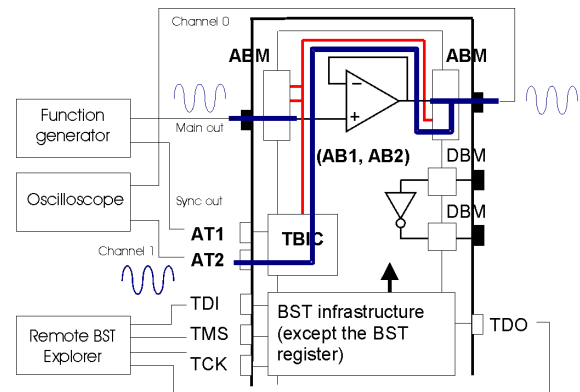 Channel 0
ABM
ABM
Function
generator
Main out
−
+
(AB1, AB2)
DBM
Oscilloscope
Sync out
DBM
AT1
TBIC
Channel 1
AT2
TDI
BST infrastructure
(except the BST
register)
Remote BST
Explorer
TMS
TDO
TCK